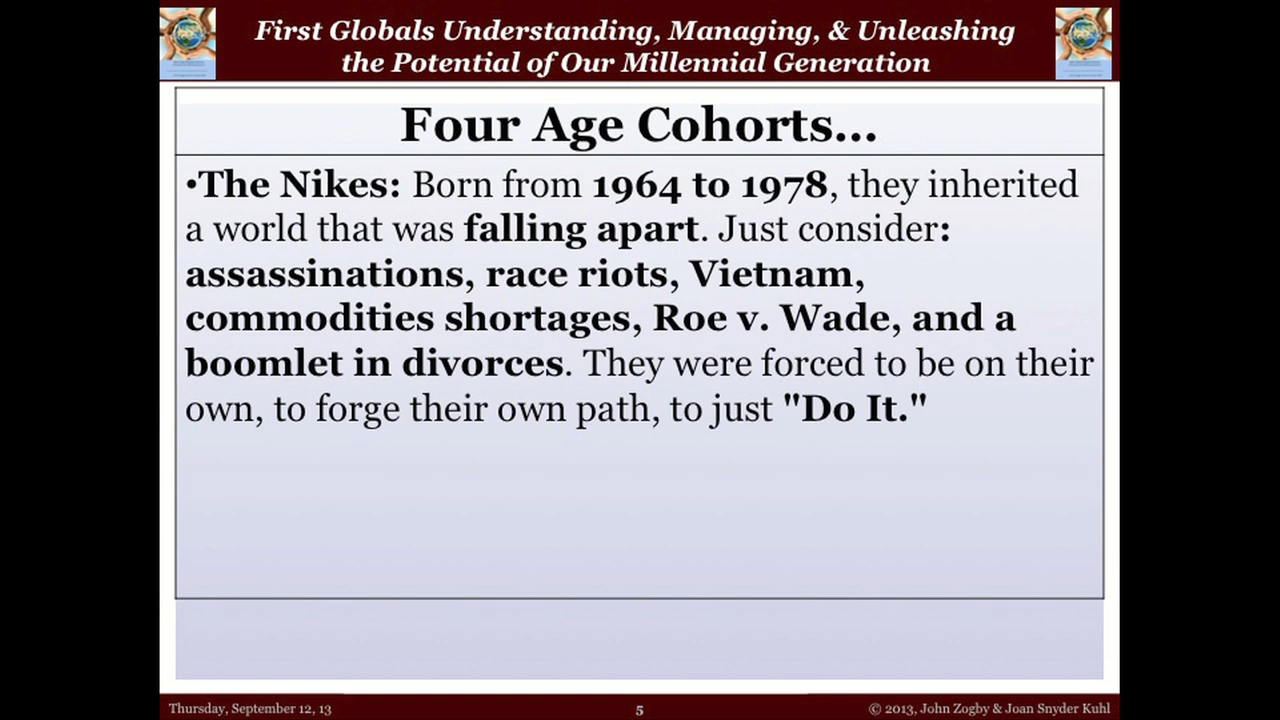 First Globals Understanding, Managing, & Unleashing
the Potential of Our Millennial Generation
Four Age Cohorts...
•The Nikes: Born from 1964 to 1978, they inherited
a world that was falling apart. Just consider:
assassinations, race riots, Vietnam,
commodities shortages, Roe v. Wade, and a
boomlet in divorces. They were forced to be on their
own, to forge their own path, to just "Do It."
Thursday, September 12, 13
5
© 2013, John Zogby & Joan Snyder Kuhl